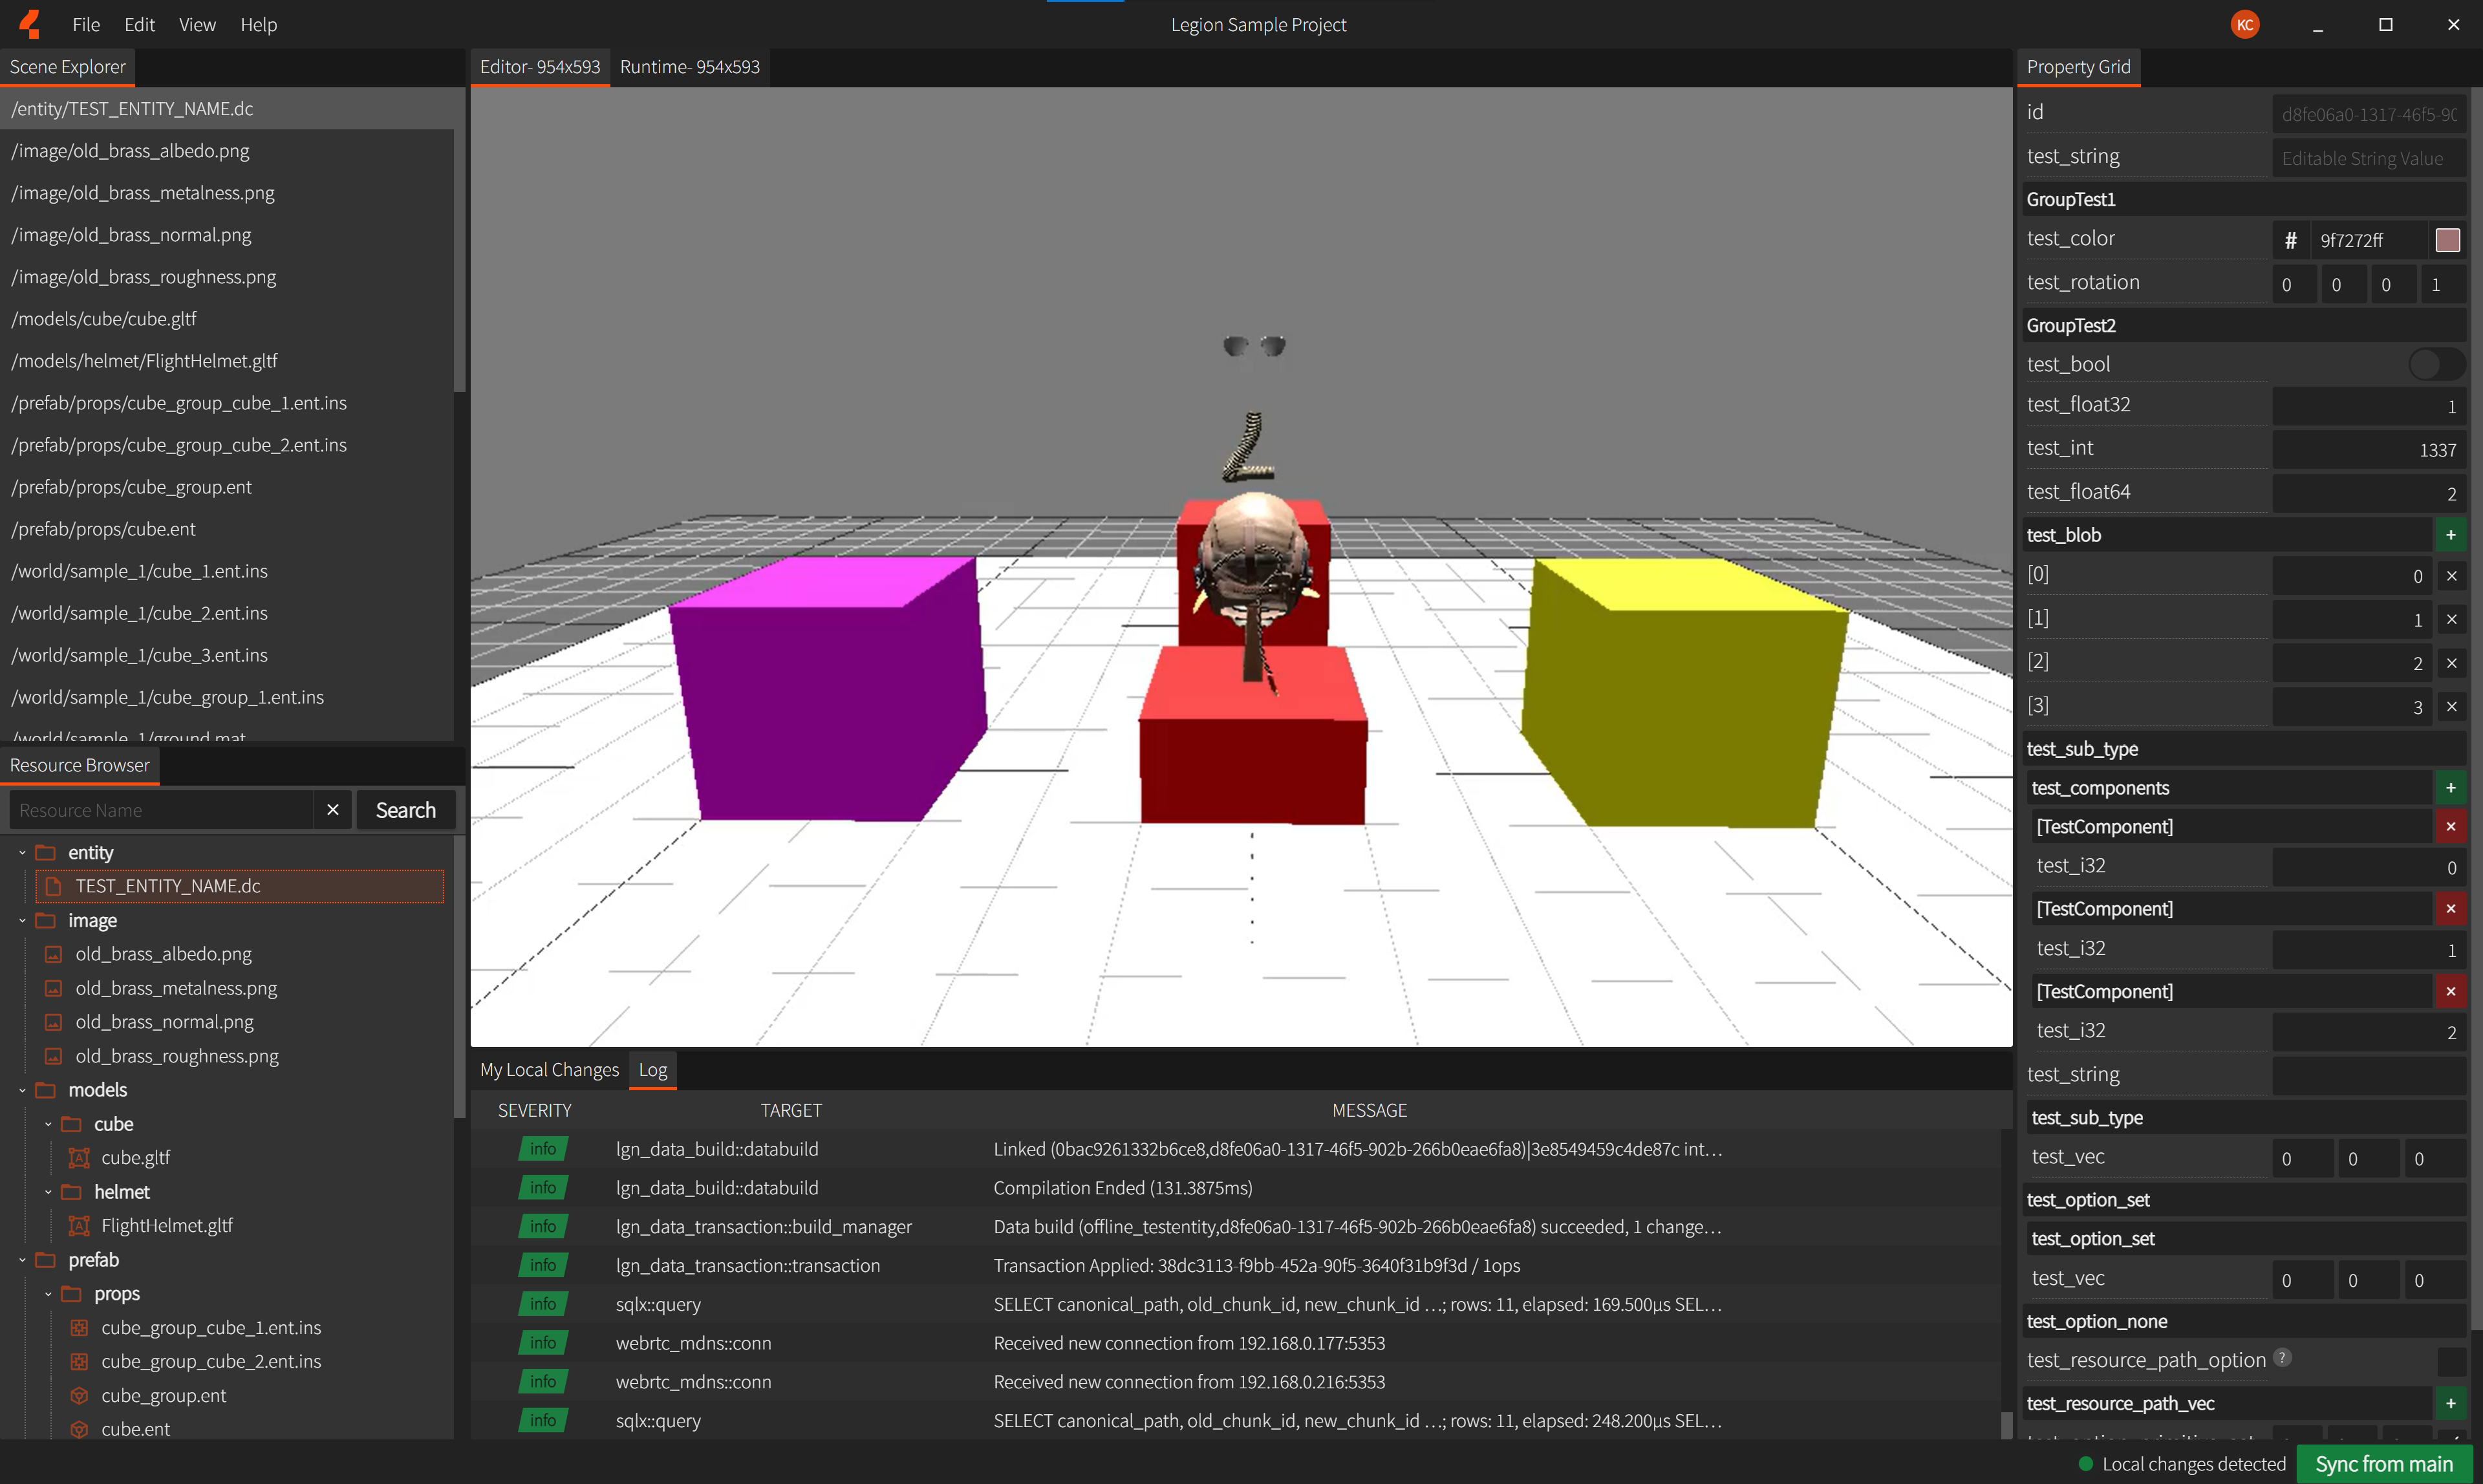 File Edit View Help
Legion Sample Project
KC
Scene Explorer
/entity/TEST_ENTITY_NAME.dc
/image/old_brass_albedo.png
/image/old_brass_metalness.png
/image/old_brass_normal.png
/image/old_brass_roughness.png
/models/cube/cube.gltf
/models/helmet/FlightHelmet.gltf
/prefab/props/cube_group_cube_1.ent.ins
/prefab/props/cube_group_cube_2.ent.ins
/prefab/props/cube_group.ent
/prefab/props/cube.ent
/world/sample_1/cube_1.ent.ins
/world/sample_1/cube_2.ent.ins
/world/sample_1/cube_3.ent.ins
/world/sample_1/cube_group_1.ent.ins
/world/sample_1/ground.mat
Resource Browser
Resource Name
Search
entity
TEST_ENTITY_NAME.dc
image
old_brass_albedo.png
old_brass_metalness.png
old_brass_normal.png
old_brass_roughness.png
models
cube
cube.gltf
helmet
FlightHelmet.gltf
prefab
props
cube_group_cube_1.ent.ins
cube_group_cube_2.ent.ins
cube_group.ent
cube.ent
Editor- 954x593 Runtime- 954x593
My Local Changes Log
SEVERITY TARGET MESSAGE
info lgn_data_build::databuild Linked (0bac9261332b6ce8,d8fe06a0-1317-46f5-902b-266b0eae6fa8)|3e8549459c4de87c int…
info lgn_data_build::databuild Compilation Ended (131.3875ms)
info lgn_data_transaction::build_manager Data build (offline_testentity,d8fe06a0-1317-46f5-902b-266b0eae6fa8) succeeded, 1 change…
info lgn_data_transaction::transaction Transaction Applied: 38dc3113-f9bb-452a-90f5-3640f31b9f3d / 1ops
info sqlx::query SELECT canonical_path, old_chunk_id, new_chunk_id …; rows: 11, elapsed: 169.500µs SEL…
info webrtc_mdns::conn Received new connection from 192.168.0.177:5353
info webrtc_mdns::conn Received new connection from 192.168.0.216:5353
info sqlx::query SELECT canonical_path, old_chunk_id, new_chunk_id …; rows: 11, elapsed: 248.200µs SEL…
Property Grid
id d8fe06a0-1317-46f5-90
test_string Editable String Value
GroupTest1
test_color # 9f7272ff
test_rotation 0 0 0 1
GroupTest2
test_bool
test_float32 1
test_int 1337
test_float64 2
test_blob +
[0] 0
[1] 1
[2] 2
[3] 3
test_sub_type
test_components +
[TestComponent]
test_i32 0
[TestComponent]
test_i32 1
[TestComponent]
test_i32 2
test_string
test_sub_type
test_vec 0 0 0
test_option_set
test_option_set
test_vec 0 0 0
test_option_none
test_resource_path_option ?
test_resource_path_vec +
Local changes detected
Sync from main